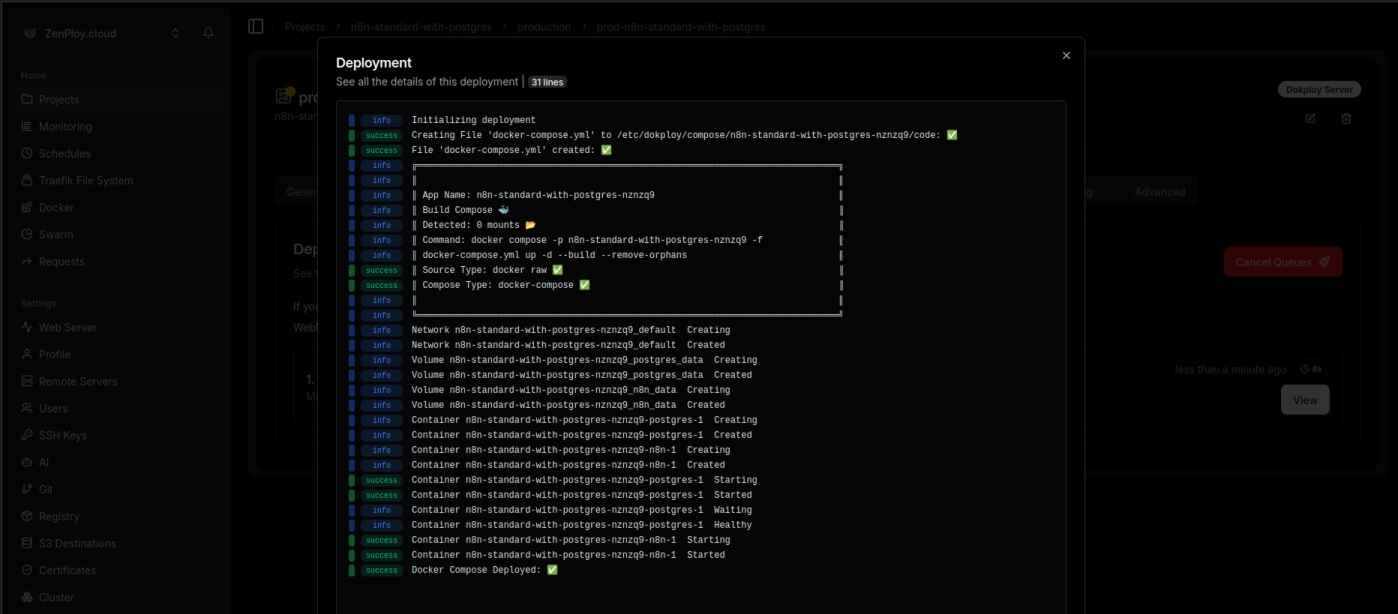 ZenPloy.cloud
Projects
n8n-standard-with-postgres
production
prod-n8n-standard-with-postgres
Home
Projects
Monitoring
Schedules
Traefik File System
Docker
Swarm
Requests
Settings
Web Server
Profile
Remote Servers
Users
SSH Keys
AI
Git
Registry
S3 Destinations
Certificates
Cluster
Dokploy Server
Advanced
Cancel Queues
less than a minute ago
View
Deployment
See all the details of this deployment | 31 lines
info Initializing deployment
success Creating File 'docker-compose.yml' to /etc/dokploy/compose/n8n-standard-with-postgres-nznzq9/code: ✅
success File 'docker-compose.yml' created: ✅
info ╔══════════════════════════════════════════════════════════════════════════════╗
info ║ ║
info ║ App Name: n8n-standard-with-postgres-nznzq9 ║
info ║ Build Compose 🐳 ║
info ║ Detected: 0 mounts 📂 ║
info ║ Command: docker compose -p n8n-standard-with-postgres-nznzq9 -f ║
info ║ docker-compose.yml up -d --build --remove-orphans ║
success ║ Source Type: docker raw ✅ ║
success ║ Compose Type: docker-compose ✅ ║
info ║ ║
info ╚══════════════════════════════════════════════════════════════════════════════╝
info Network n8n-standard-with-postgres-nznzq9_default Creating
info Network n8n-standard-with-postgres-nznzq9_default Created
info Volume n8n-standard-with-postgres-nznzq9_postgres_data Creating
info Volume n8n-standard-with-postgres-nznzq9_postgres_data Created
info Volume n8n-standard-with-postgres-nznzq9_n8n_data Creating
info Volume n8n-standard-with-postgres-nznzq9_n8n_data Created
info Container n8n-standard-with-postgres-nznzq9-postgres-1 Creating
info Container n8n-standard-with-postgres-nznzq9-postgres-1 Created
info Container n8n-standard-with-postgres-nznzq9-n8n-1 Creating
info Container n8n-standard-with-postgres-nznzq9-n8n-1 Created
success Container n8n-standard-with-postgres-nznzq9-postgres-1 Starting
success Container n8n-standard-with-postgres-nznzq9-postgres-1 Started
info Container n8n-standard-with-postgres-nznzq9-postgres-1 Waiting
info Container n8n-standard-with-postgres-nznzq9-postgres-1 Healthy
success Container n8n-standard-with-postgres-nznzq9-n8n-1 Starting
success Container n8n-standard-with-postgres-nznzq9-n8n-1 Started
success Docker Compose Deployed: ✅